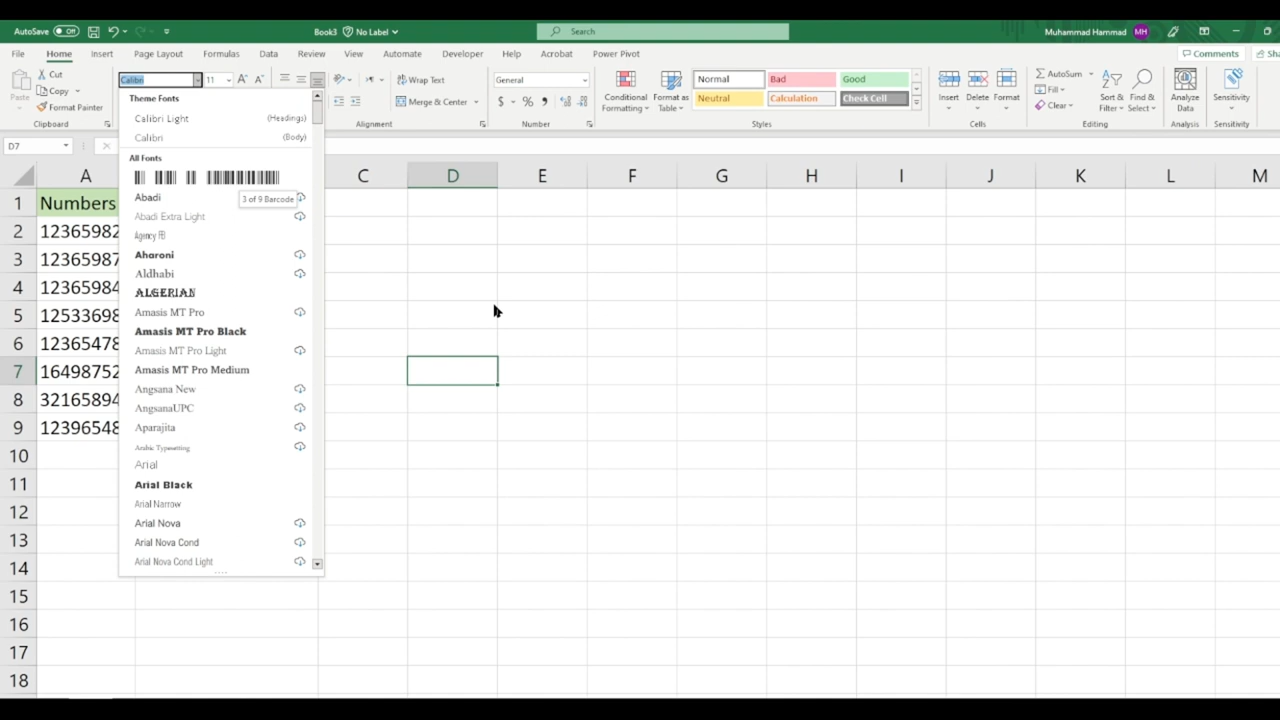 AutoSave Off Book3 No Label Search Muhammad Hammad MH
File Home Insert Page Layout Formulas Data Review View Automate Developer Help Acrobat Power Pivot Comments Sha
Paste Cut Copy Format Painter Clipboard
Calibri 11 A A
Wrap Text Merge & Center Alignment
General $ % Number
Conditional Formatting Format as Table
Normal Bad Good
Neutral Calculation Check Cell
Styles
Insert Delete Format Cells
AutoSum Fill Clear Sort & Filter Find & Select Editing
Analyze Data Analysis
Sensitivity Sensitivity
D7
Theme Fonts
Calibri Light (Headings)
Calibri (Body)
All Fonts
3 of 9 Barcode
Abadi
Abadi Extra Light
Agency FB
Aharoni
Aldhabi
ALGERIAN
Amasis MT Pro
Amasis MT Pro Black
Amasis MT Pro Light
Amasis MT Pro Medium
Angsana New
AngsanaUPC
Aparajita
Arabic Typesetting
Arial
Arial Black
Arial Narrow
Arial Nova
Arial Nova Cond
Arial Nova Cond Light
A C D E F G H I J K L M
1 Numbers
2 12365982
3 12365987
4 12365984
5 12533698
6 12365478
7 16498752
8 32165894
9 12396548
10
11
12
13
14
15
16
17
18